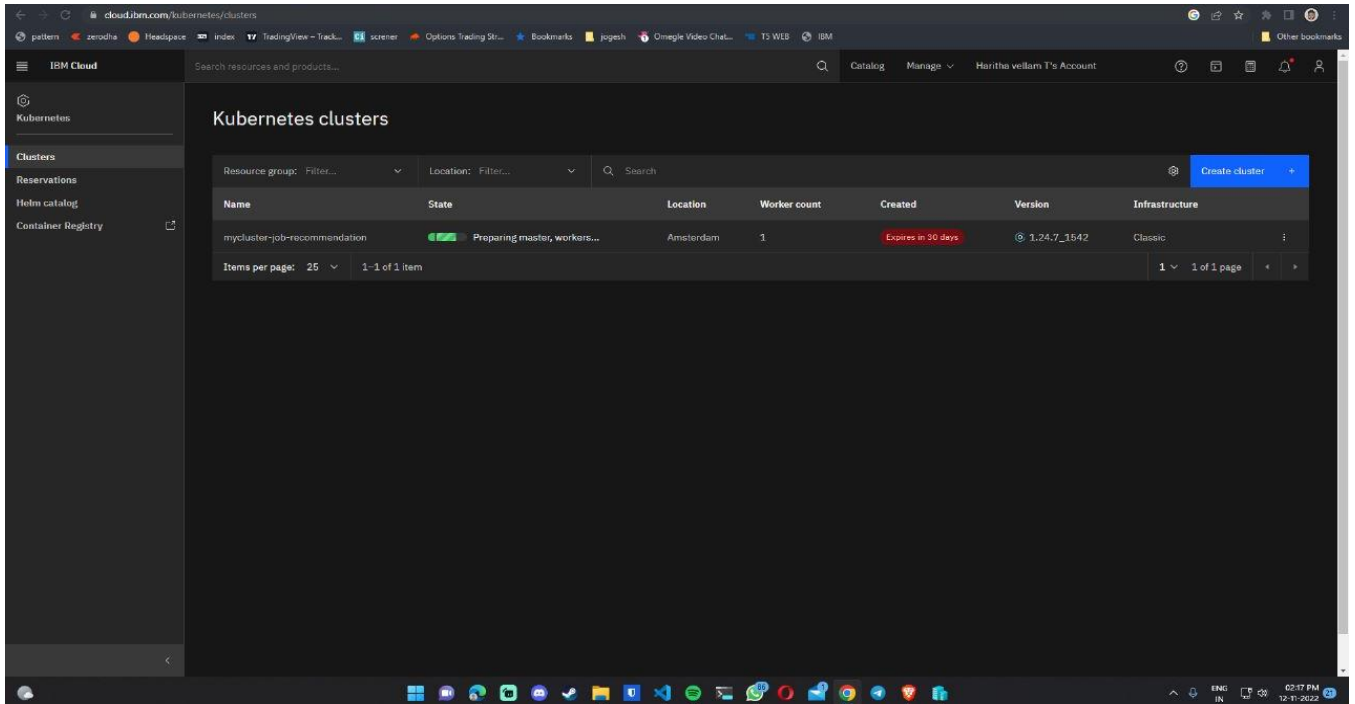 cloud.ibm.com/kubernetes/clusters
pattern zerodha Headspace index TradingView – Track... screner Options Trading Str... Bookmarks jogesh Omegle Video Chat... T5 WEB IBM Other bookmarks
IBM Cloud Search resources and products... Catalog Manage Haritha vellam T's Account
Kubernetes
Clusters
Reservations
Helm catalog
Container Registry
Kubernetes clusters
Resource group: Filter... Location: Filter... Search Create cluster +
Name State Location Worker count Created Version Infrastructure
mycluster-job-recommendation Preparing master, workers... Amsterdam 1 Expires in 30 days 1.24.7_1542 Classic
Items per page: 25 1–1 of 1 item 1 1 of 1 page
86 1
ENG 02:17 PM
IN 12-11-2022 21